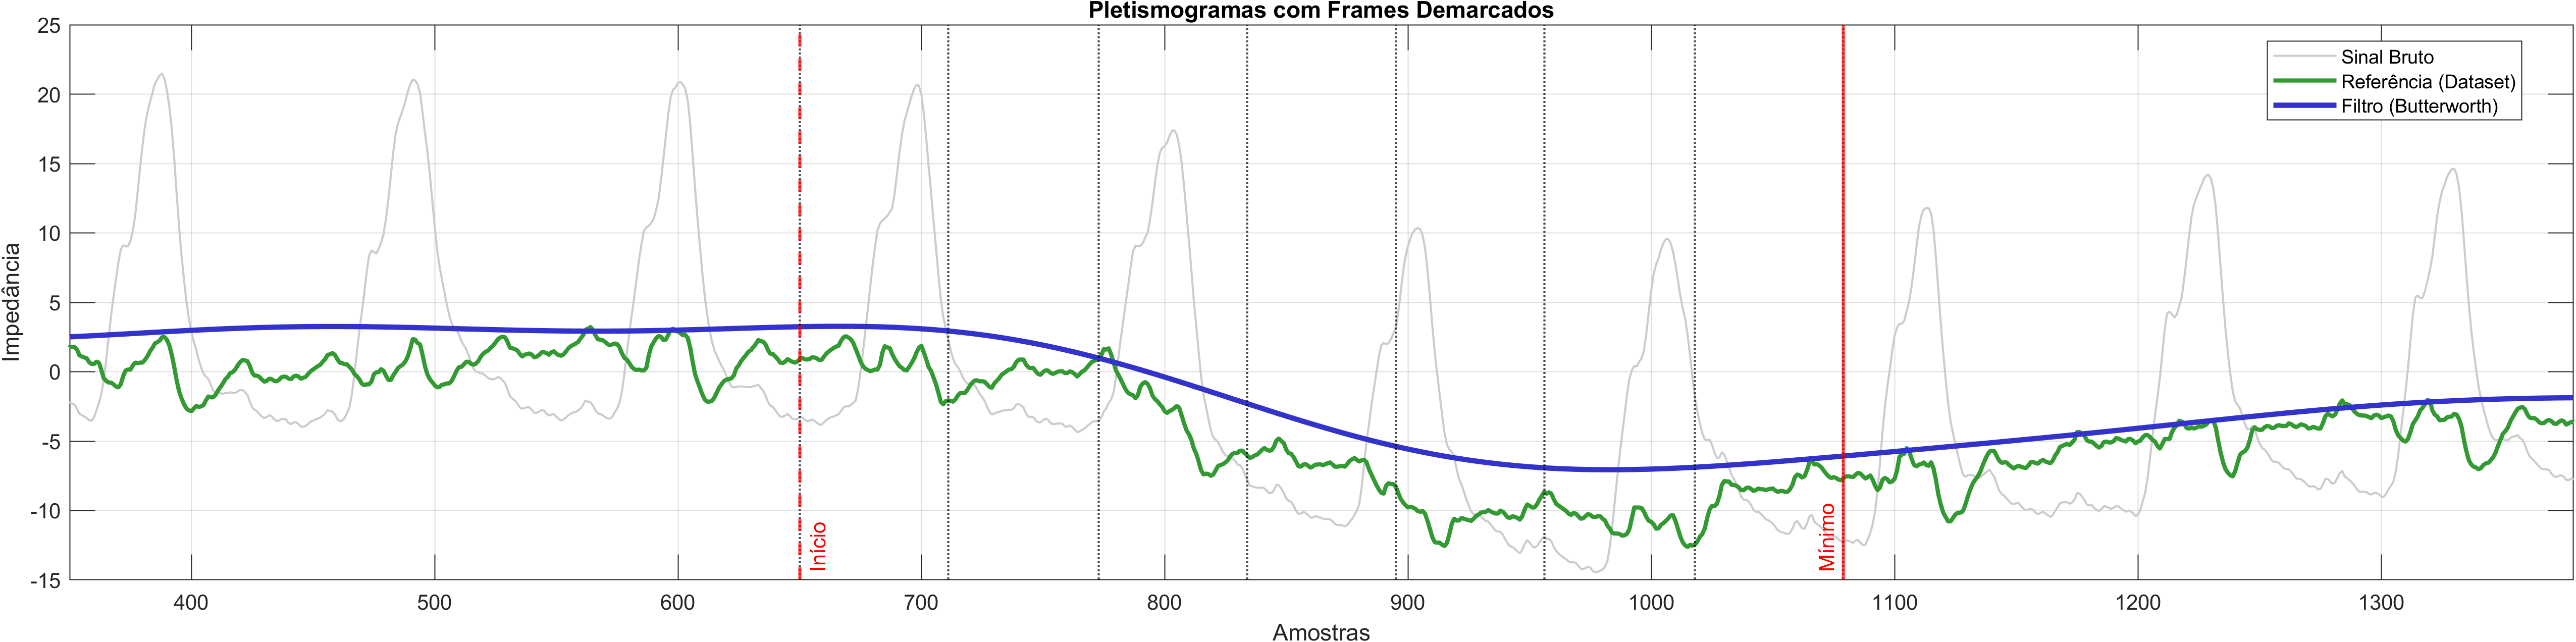 Pletismogramas com Frames Demarcados
25
20
15
10
5
0
-5
-10
-15
Impedância
Sinal Bruto
Referência (Dataset)
Filtro (Butterworth)
Início
Mínimo
400
500
600
700
800
900
1000
1100
1200
1300
Amostras